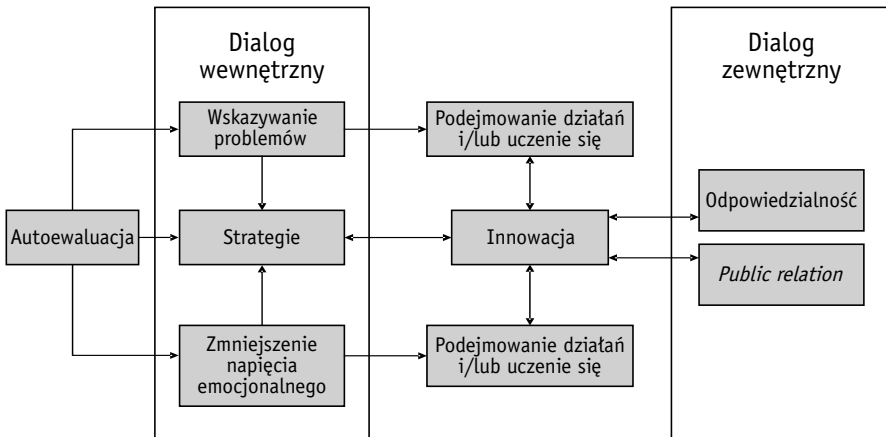 Dialog
wewnętrzny
Dialog
zewnętrzny
Wskazywanie
problemów
Podejmowanie działań
i/lub uczenie się
Autoewaluacja
Strategie
Innowacja
Odpowiedzialność
Public relation
Zmniejszenie
napięcia
emocjonalnego
Podejmowanie działań
i/lub uczenie się